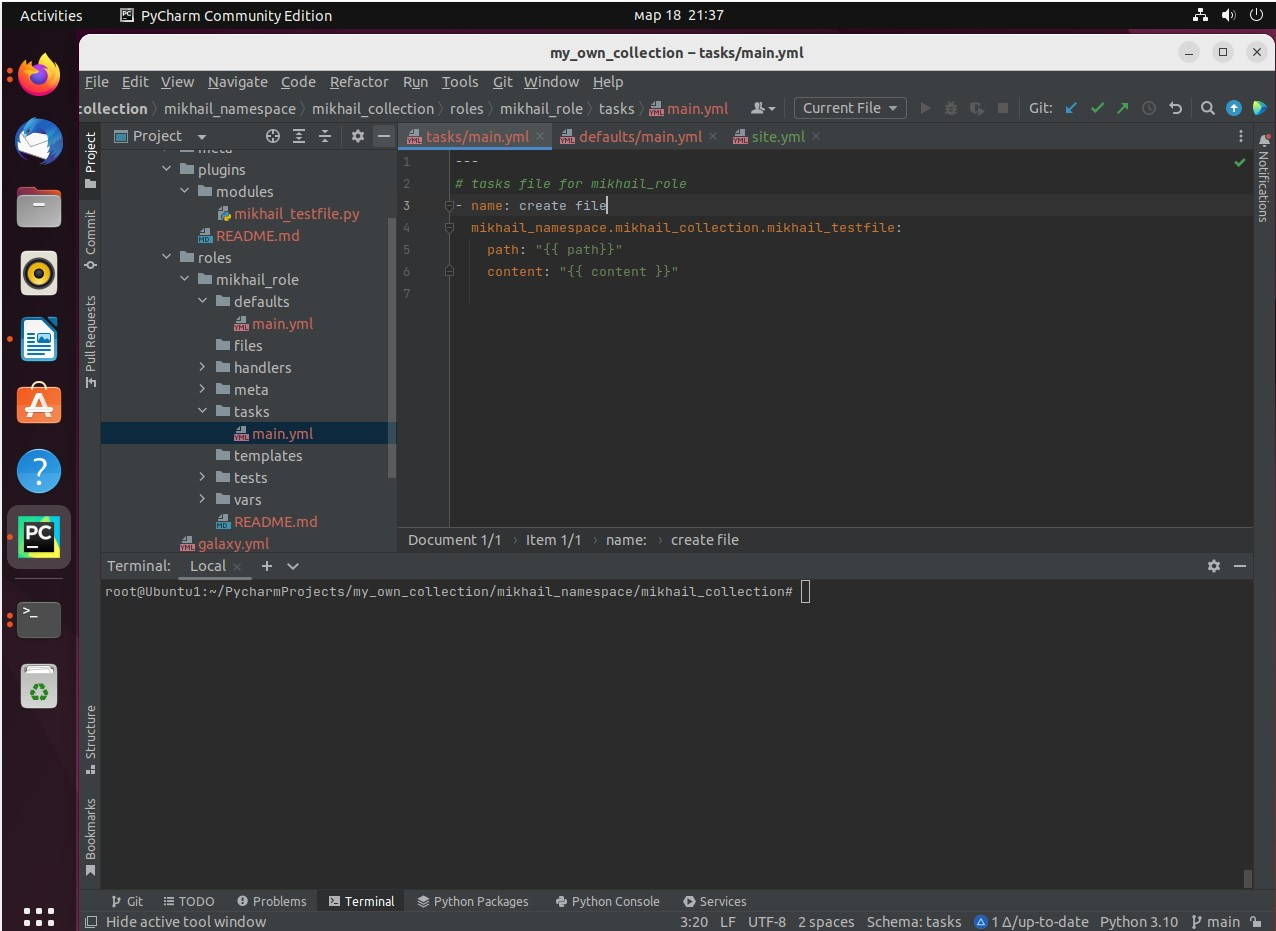 Activities PyCharm Community Edition мар 18 21:37
my_own_collection – tasks/main.yml
File Edit View Navigate Code Refactor Run Tools Git Window Help
collection mikhail_namespace mikhail_collection roles mikhail_role tasks main.yml Current File Git:
Project tasks/main.yml defaults/main.yml site.yml
meta
plugins
modules
mikhail_testfile.py
README.md
roles
mikhail_role
defaults
main.yml
files
handlers
meta
tasks
main.yml
templates
tests
vars
README.md
galaxy.yml
1 ---
2 # tasks file for mikhail_role
3 - name: create file
4 mikhail_namespace.mikhail_collection.mikhail_testfile:
5 path: "{{ path}}"
6 content: "{{ content }}"
7
Document 1/1 › Item 1/1 › name: › create file
Project
Commit
Pull Requests
Structure
Bookmarks
Notifications
Terminal: Local
root@Ubuntu1:~/PycharmProjects/my_own_collection/mikhail_namespace/mikhail_collection#
Git TODO Problems Terminal Python Packages Python Console Services
Hide active tool window 3:20 LF UTF-8 2 spaces Schema: tasks 1 Δ/up-to-date Python 3.10 main